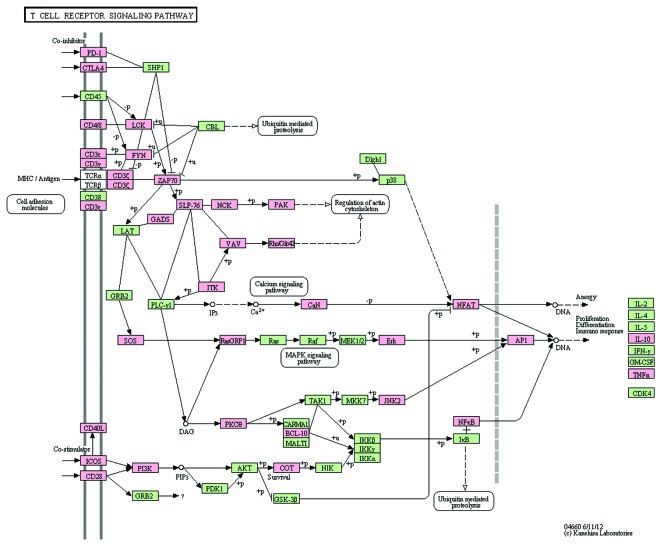 T CELL RECEPTOR SIGNALING PATHWAY
Co-inhibitor
PD-1
CTLA4
SHP1
CD45
-p
-p
CD4/8
LCK
+u
CBL
Ubiquitin mediated
proteolysis
-p
CD3ε
FYN
+u
CD3γ
+p
-p
Dlgh1
MHC / Antigen
TCRα
CD3ζ
TCRβ
CD3ζ
ZAP70
+p
p38
Cell adhesion
molecules
CD3δ
CD3ε
+p
SLP-76
NCK
PAK
Regulation of actin
cytoskeleton
GADS
+p
LAT
VAV
Rho/Cdc42
+p
ITK
Calcium signaling
pathway
GRB2
PLC-γ1
+p
IP3
Ca2+
CaN
-p
NFAT
+p
DNA
Anergy
Proliferation
Differentiation
Immuno response
IL-2
IL-4
IL-5
IL-10
IFN-γ
GM-CSF
TNFα
CDK4
SOS
RasGRP1
Ras
Raf
+p
MEK1/2
+p
Erk
+p
AP1
DNA
MAPK signaling
pathway
+p
TAK1
+p
MKK7
+p
JNK2
+p
CD40L
DAG
PKCθ
+p
CARMA1
BCL-10
MALT1
+p
+u
IKKβ
IKKγ
IKKα
+p
NFκB
IκB
Co-stimulator
ICOS
CD28
PI3K
PIP3
AKT
+p
COT
Survival
NIK
+p
PDK1
+p
+p
GSK-3β
GRB2
?
Ubiquitin mediated
proteolysis
04660 6/11/12
(c) Kanehisa Laboratories